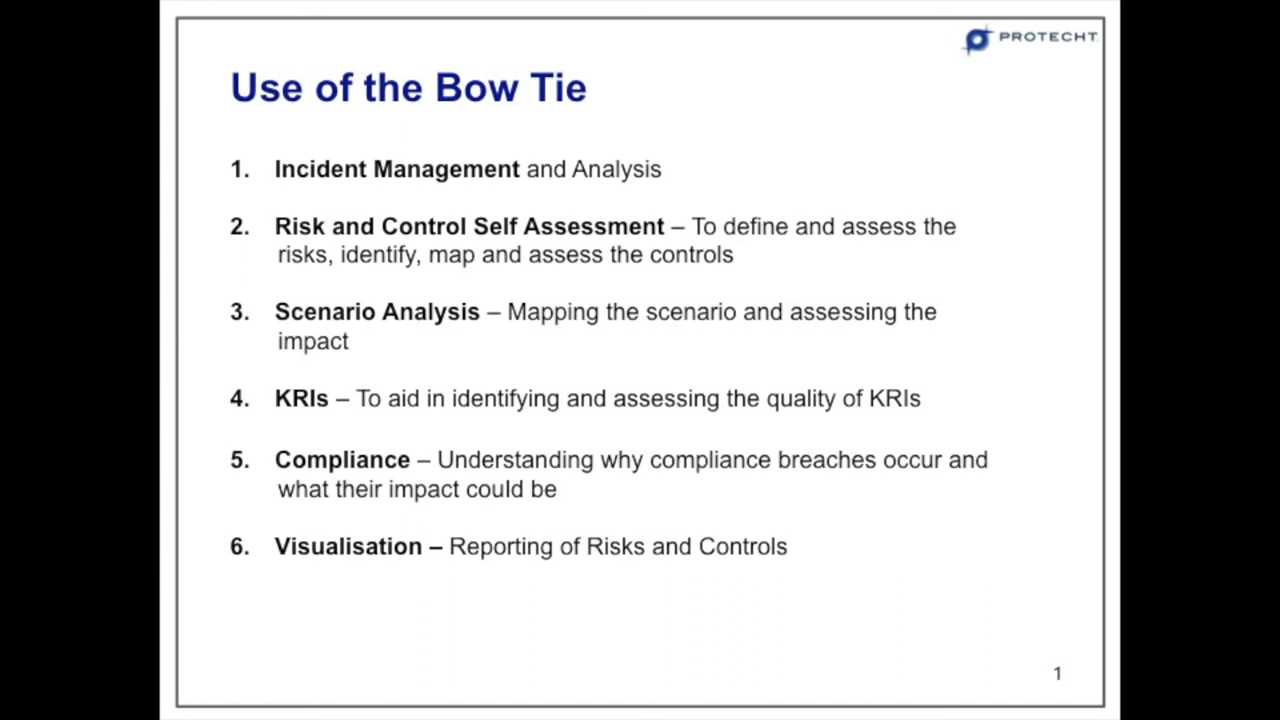 PROTECHT
Use of the Bow Tie
1. Incident Management and Analysis
2. Risk and Control Self Assessment – To define and assess the
risks, identify, map and assess the controls
3. Scenario Analysis – Mapping the scenario and assessing the
impact
4. KRIs – To aid in identifying and assessing the quality of KRIs
5. Compliance – Understanding why compliance breaches occur and
what their impact could be
6. Visualisation – Reporting of Risks and Controls
1